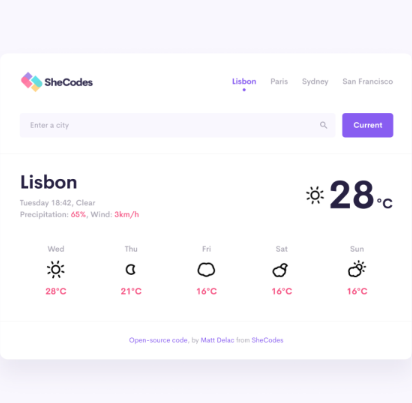 SheCodes
Lisbon Paris Sydney San Francisco
Enter a city Current
Lisbon
Tuesday 18:42, Clear
Precipitation: 65%, Wind: 3km/h
28°C
Wed Thu Fri Sat Sun
28°C 21°C 16°C 16°C 16°C
Open-source code, by Matt Delac from SheCodes